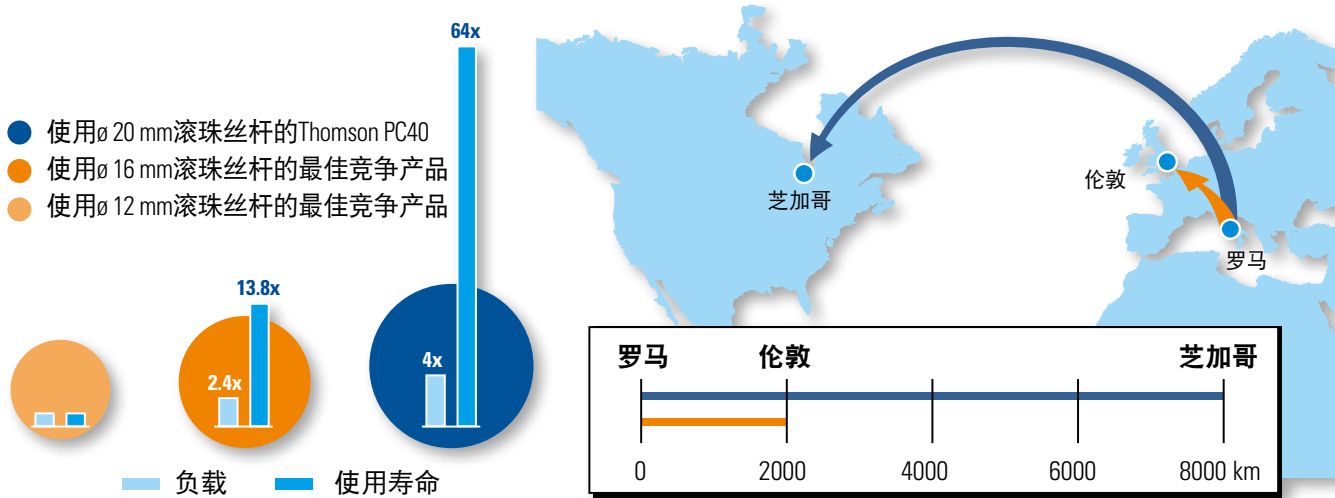 64x
使用ø 20 mm滚珠丝杆的Thomson PC40
使用ø 16 mm滚珠丝杆的最佳竞争产品
使用ø 12 mm滚珠丝杆的最佳竞争产品
13.8x
2.4x
4x
负载
使用寿命
芝加哥
伦敦
罗马
罗马 伦敦 芝加哥
0 2000 4000 6000 8000 km